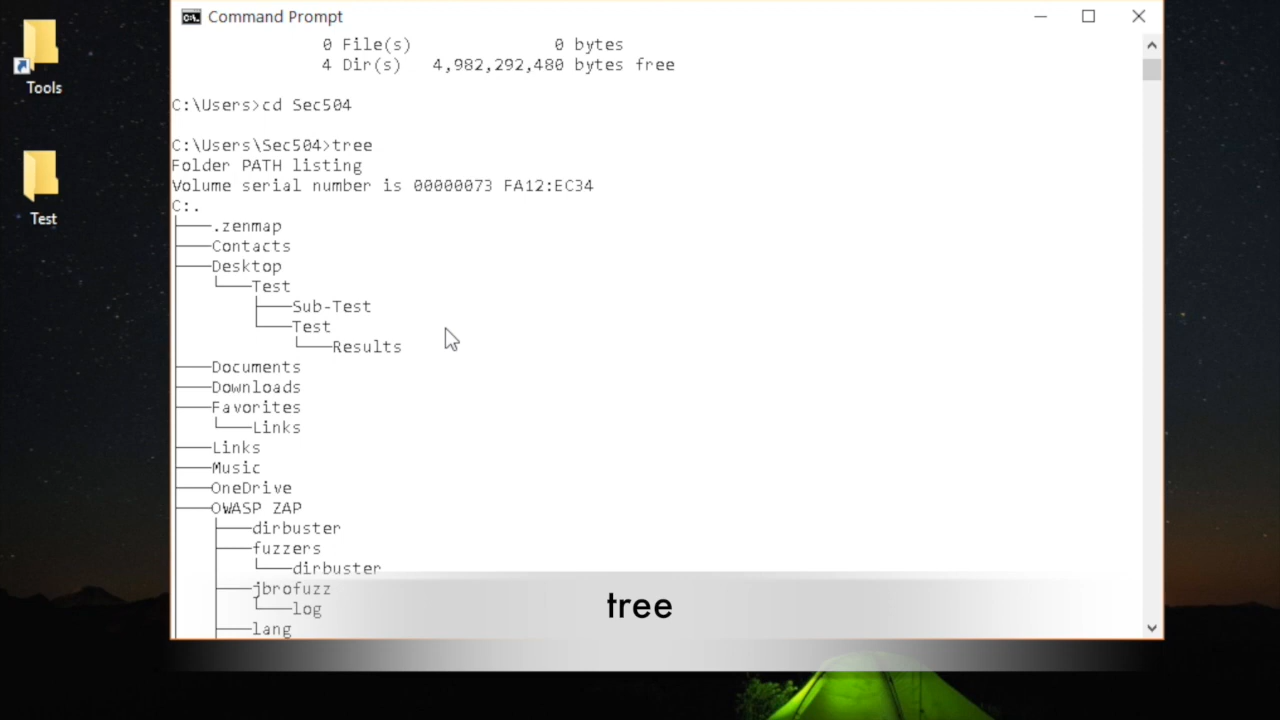 Tools
Test
Command Prompt
0 File(s) 0 bytes
4 Dir(s) 4,982,292,480 bytes free
C:\Users>cd Sec504
C:\Users\Sec504>tree
Folder PATH listing
Volume serial number is 00000073 FA12:EC34
C:.
├───.zenmap
├───Contacts
├───Desktop
│   └───Test
│       ├───Sub-Test
│       └───Test
│           └───Results
├───Documents
├───Downloads
├───Favorites
│   └───Links
├───Links
├───Music
├───OneDrive
├───OWASP ZAP
│   ├───dirbuster
│   ├───fuzzers
│   │   └───dirbuster
│   ├───jbrofuzz
│   │   └───log
│   ├───lang
tree